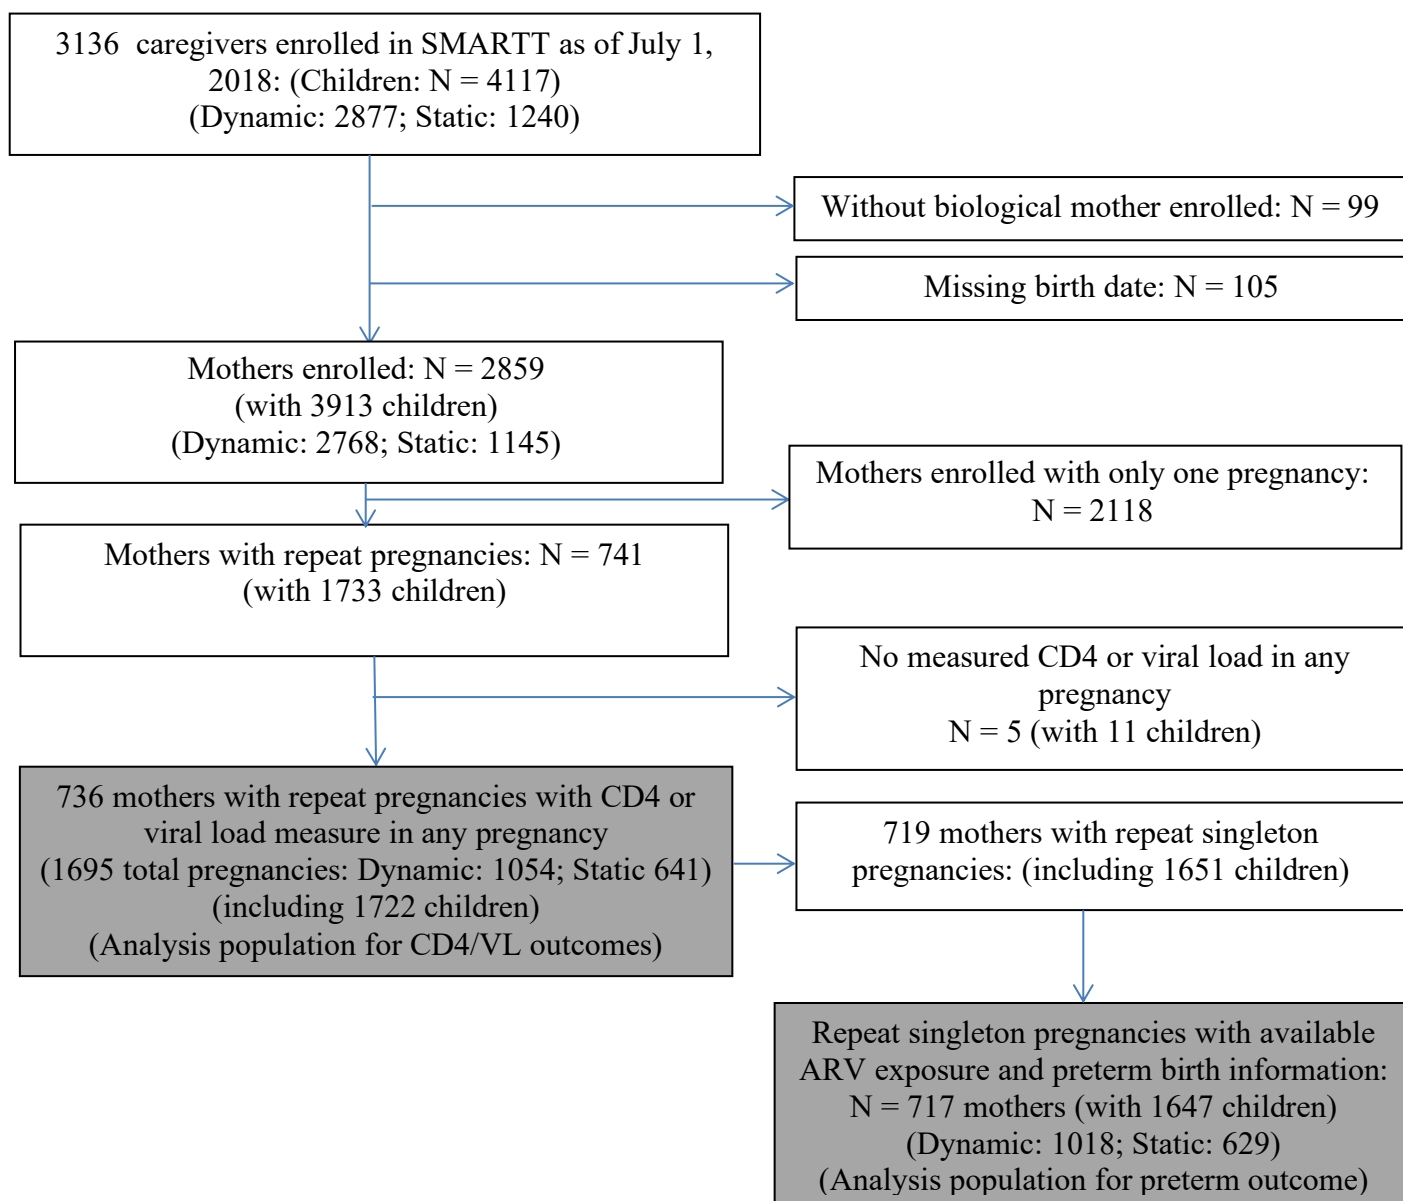 3136 caregivers enrolled in SMARTT as of July 1,
2018: (Children: N = 4117)
(Dynamic: 2877; Static: 1240)
Without biological mother enrolled: N = 99
Missing birth date: N = 105
Mothers enrolled: N = 2859
(with 3913 children)
(Dynamic: 2768; Static: 1145)
Mothers enrolled with only one pregnancy:
N = 2118
Mothers with repeat pregnancies: N = 741
(with 1733 children)
No measured CD4 or viral load in any
pregnancy
N = 5 (with 11 children)
736 mothers with repeat pregnancies with CD4 or
viral load measure in any pregnancy
(1695 total pregnancies: Dynamic: 1054; Static 641)
(including 1722 children)
(Analysis population for CD4/VL outcomes)
719 mothers with repeat singleton
pregnancies: (including 1651 children)
Repeat singleton pregnancies with available
ARV exposure and preterm birth information:
N = 717 mothers (with 1647 children)
(Dynamic: 1018; Static: 629)
(Analysis population for preterm outcome)